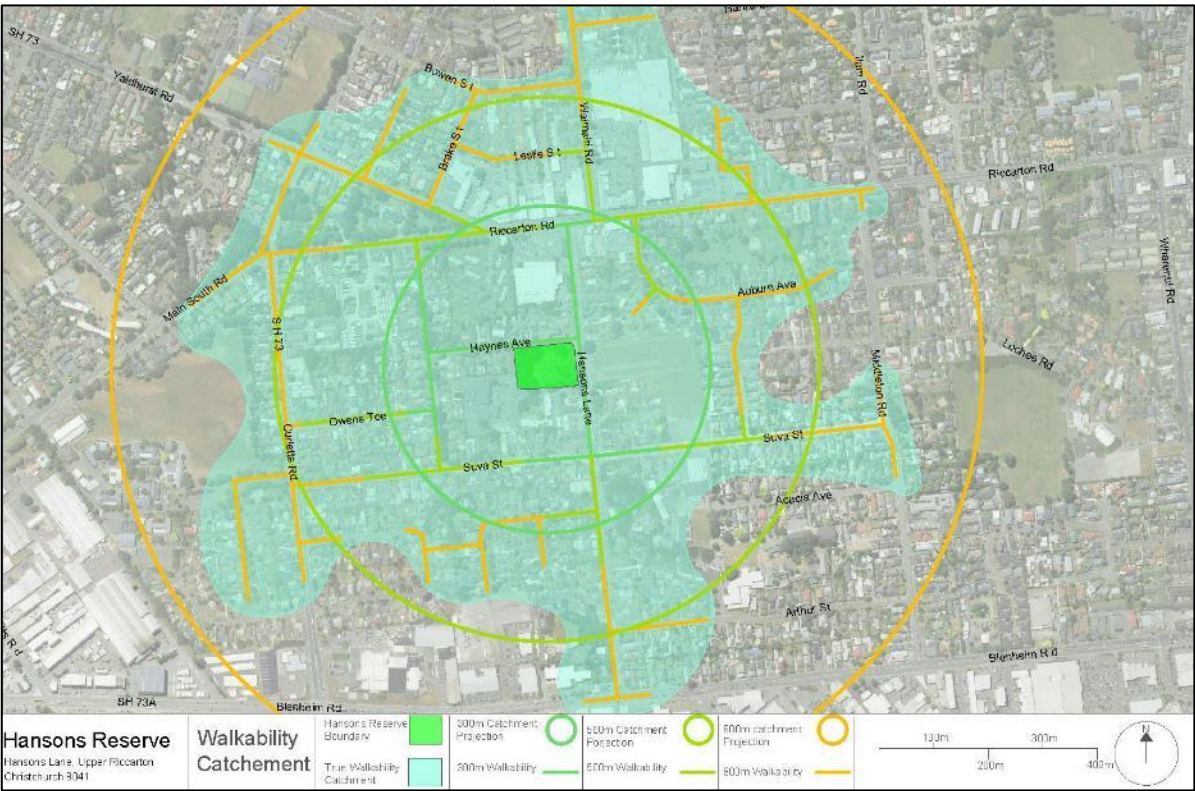 SH 73
Yaldhurst Rd
Bowen St
Ilam Rd
Waimairi Rd
Brake St
Leslie St
Riccarton Rd
Riccarton Rd
Wharenui Rd
Main South Rd
Auburn Ave
SH 73
Haynes Ave
Hansons Lane
Lochee Rd
Middleton Rd
Owens Tce
Curletts Rd
Suva St
Suva St
Acacia Ave
Arthur St
Blenheim Rd
SH 73A
Blenheim Rd
Hansons Reserve
Hansons Lane, Upper Riccarton
Christchurch 8041
Walkability
Catchement
Hansons Reserve
Boundary
True Walkability
Catchment
300m Catchment
Projection
300m Walkability
500m Catchment
Porjection
500m Walkability
800m catchment
Projection
800m Walkability
100m
200m
300m
400m
N